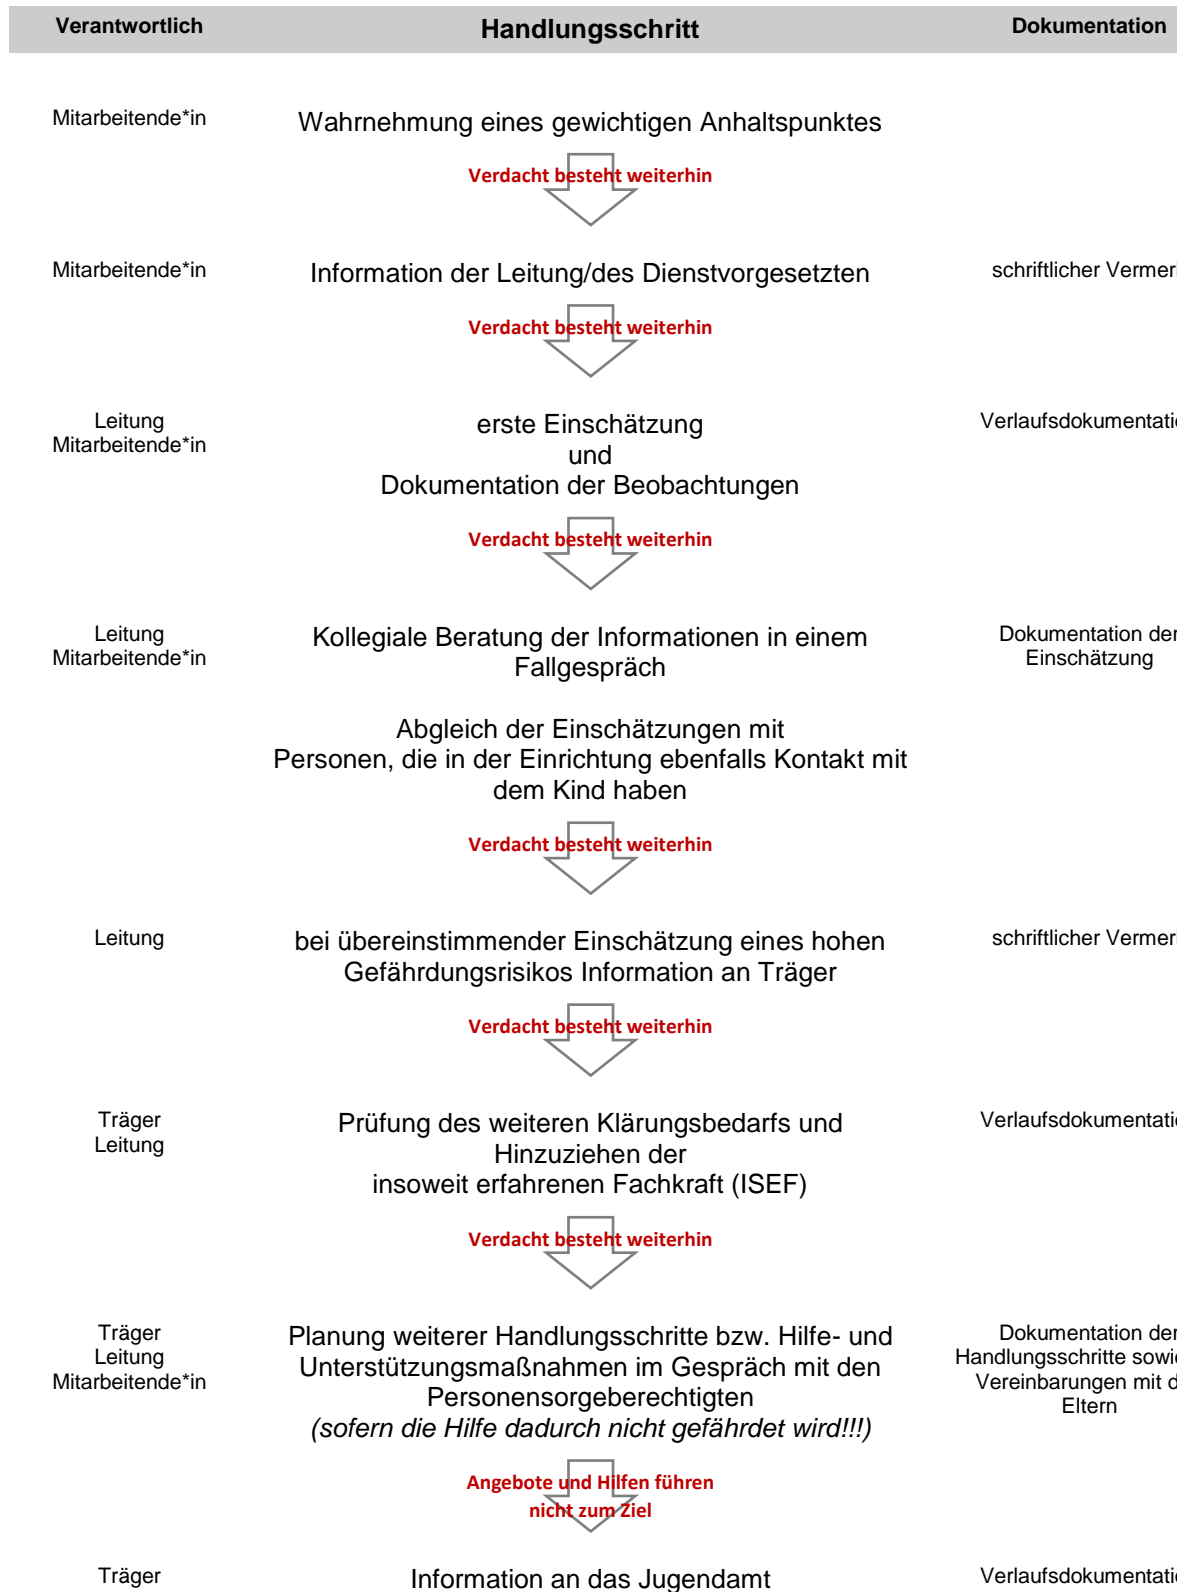 Verantwortlich
Handlungsschritt
Dokumentation
Mitarbeitende*in
Wahrnehmung eines gewichtigen Anhaltspunktes
Verdacht besteht weiterhin
Mitarbeitende*in
Information der Leitung/des Dienstvorgesetzten
schriftlicher Vermerk
Verdacht besteht weiterhin
Leitung
Mitarbeitende*in
erste Einschätzung
und
Dokumentation der Beobachtungen
Verlaufsdokumentatio
Verdacht besteht weiterhin
Leitung
Mitarbeitende*in
Kollegiale Beratung der Informationen in einem
Fallgespräch
Abgleich der Einschätzungen mit
Personen, die in der Einrichtung ebenfalls Kontakt mit
dem Kind haben
Dokumentation der
Einschätzung
Verdacht besteht weiterhin
Leitung
bei übereinstimmender Einschätzung eines hohen
Gefährdungsrisikos Information an Träger
schriftlicher Vermerk
Verdacht besteht weiterhin
Träger
Leitung
Prüfung des weiteren Klärungsbedarfs und
Hinzuziehen der
insoweit erfahrenen Fachkraft (ISEF)
Verlaufsdokumentatio
Verdacht besteht weiterhin
Träger
Leitung
Mitarbeitende*in
Planung weiterer Handlungsschritte bzw. Hilfe- und
Unterstützungsmaßnahmen im Gespräch mit den
Personensorgeberechtigten
(sofern die Hilfe dadurch nicht gefährdet wird!!!)
Dokumentation der
Handlungsschritte sowie
Vereinbarungen mit d
Eltern
Angebote und Hilfen führen
nicht zum Ziel
Träger
Information an das Jugendamt
Verlaufsdokumentatio